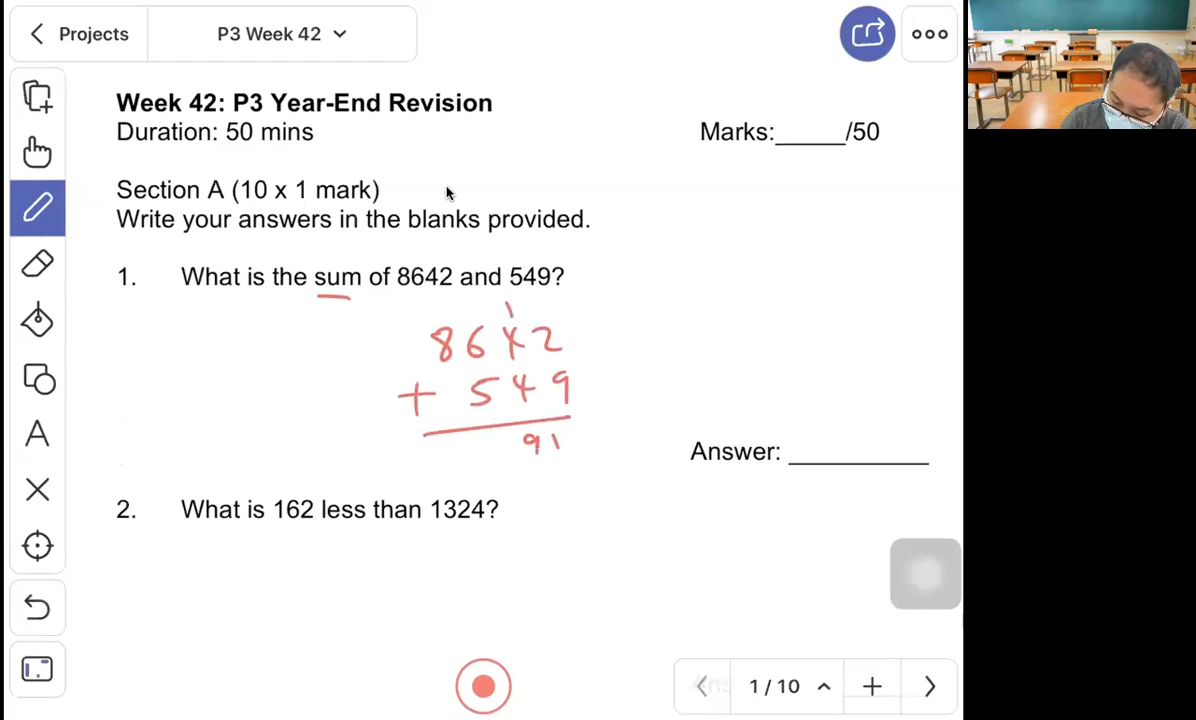 Projects
P3 Week 42
Week 42: P3 Year-End Revision
Duration: 50 mins
Marks:_____/50
Section A (10 x 1 mark)
Write your answers in the blanks provided.
1. What is the sum of 8642 and 549?
1
8642
+ 549
91
Answer: __________
2. What is 162 less than 1324?
1 / 10